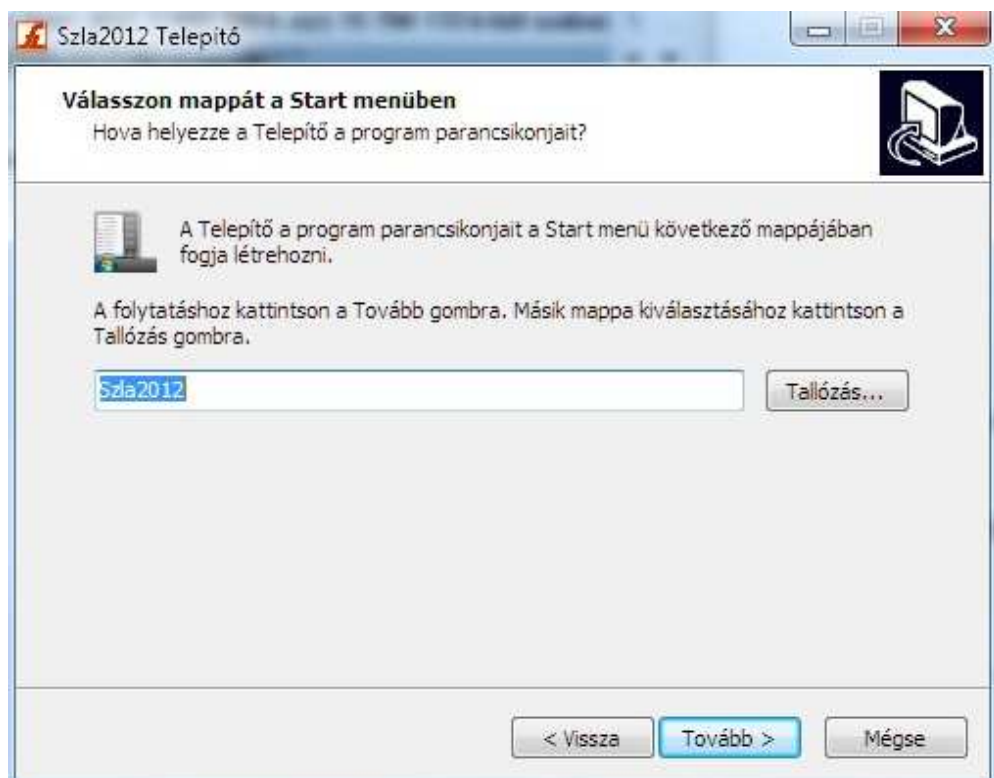 Szla2012 Telepítő
Válasszon mappát a Start menüben
Hova helyezze a Telepítő a program parancsikonjait?
A Telepítő a program parancsikonjait a Start menü következő mappájában
fogja létrehozni.
A folytatáshoz kattintson a Tovább gombra. Másik mappa kiválasztásához kattintson a
Tallózás gombra.
Szla2012
Tallózás...
< Vissza
Tovább >
Mégse